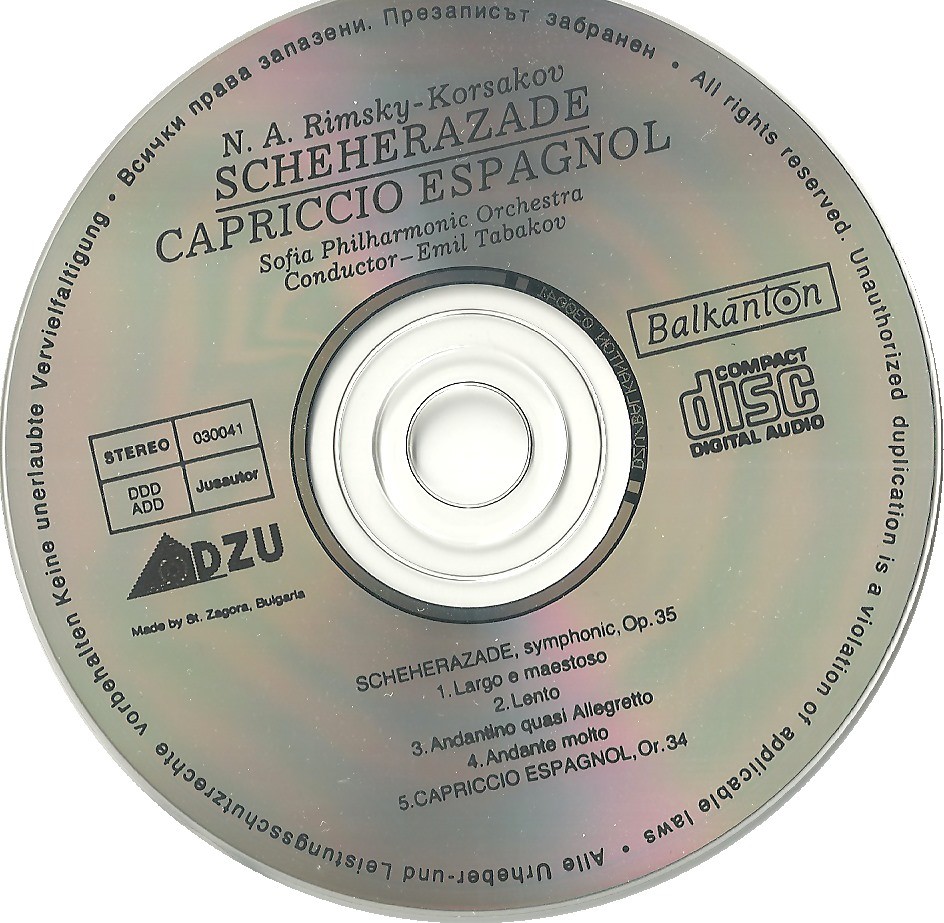 N. A. Rimsky-Korsakov
SCHEHERAZADE
CAPRICCIO ESPAGNOL
Sofia Philharmonic Orchestra
Conductor–Emil Tabakov
Balkanton
COMPACT
disc
DIGITAL AUDIO
STEREO 030041
DDD
ADD
Jusautor
DZU
Made by St. Zagora, Bulgaria
SCHEHERAZADE, symphonic, Op. 35
1. Largo e maestoso
2. Lento
3. Andantino quasi Allegretto
4. Andante molto
5. CAPRICCIO ESPAGNOL, Or. 34
• Всички права запазени. Презаписът забранен • All rights reserved. Unauthorized duplication is a violation of applicable laws • Alle Urheber-und Leistungsschutzrechte vorbehalten Keine unerlaubte Vervielfaltigung